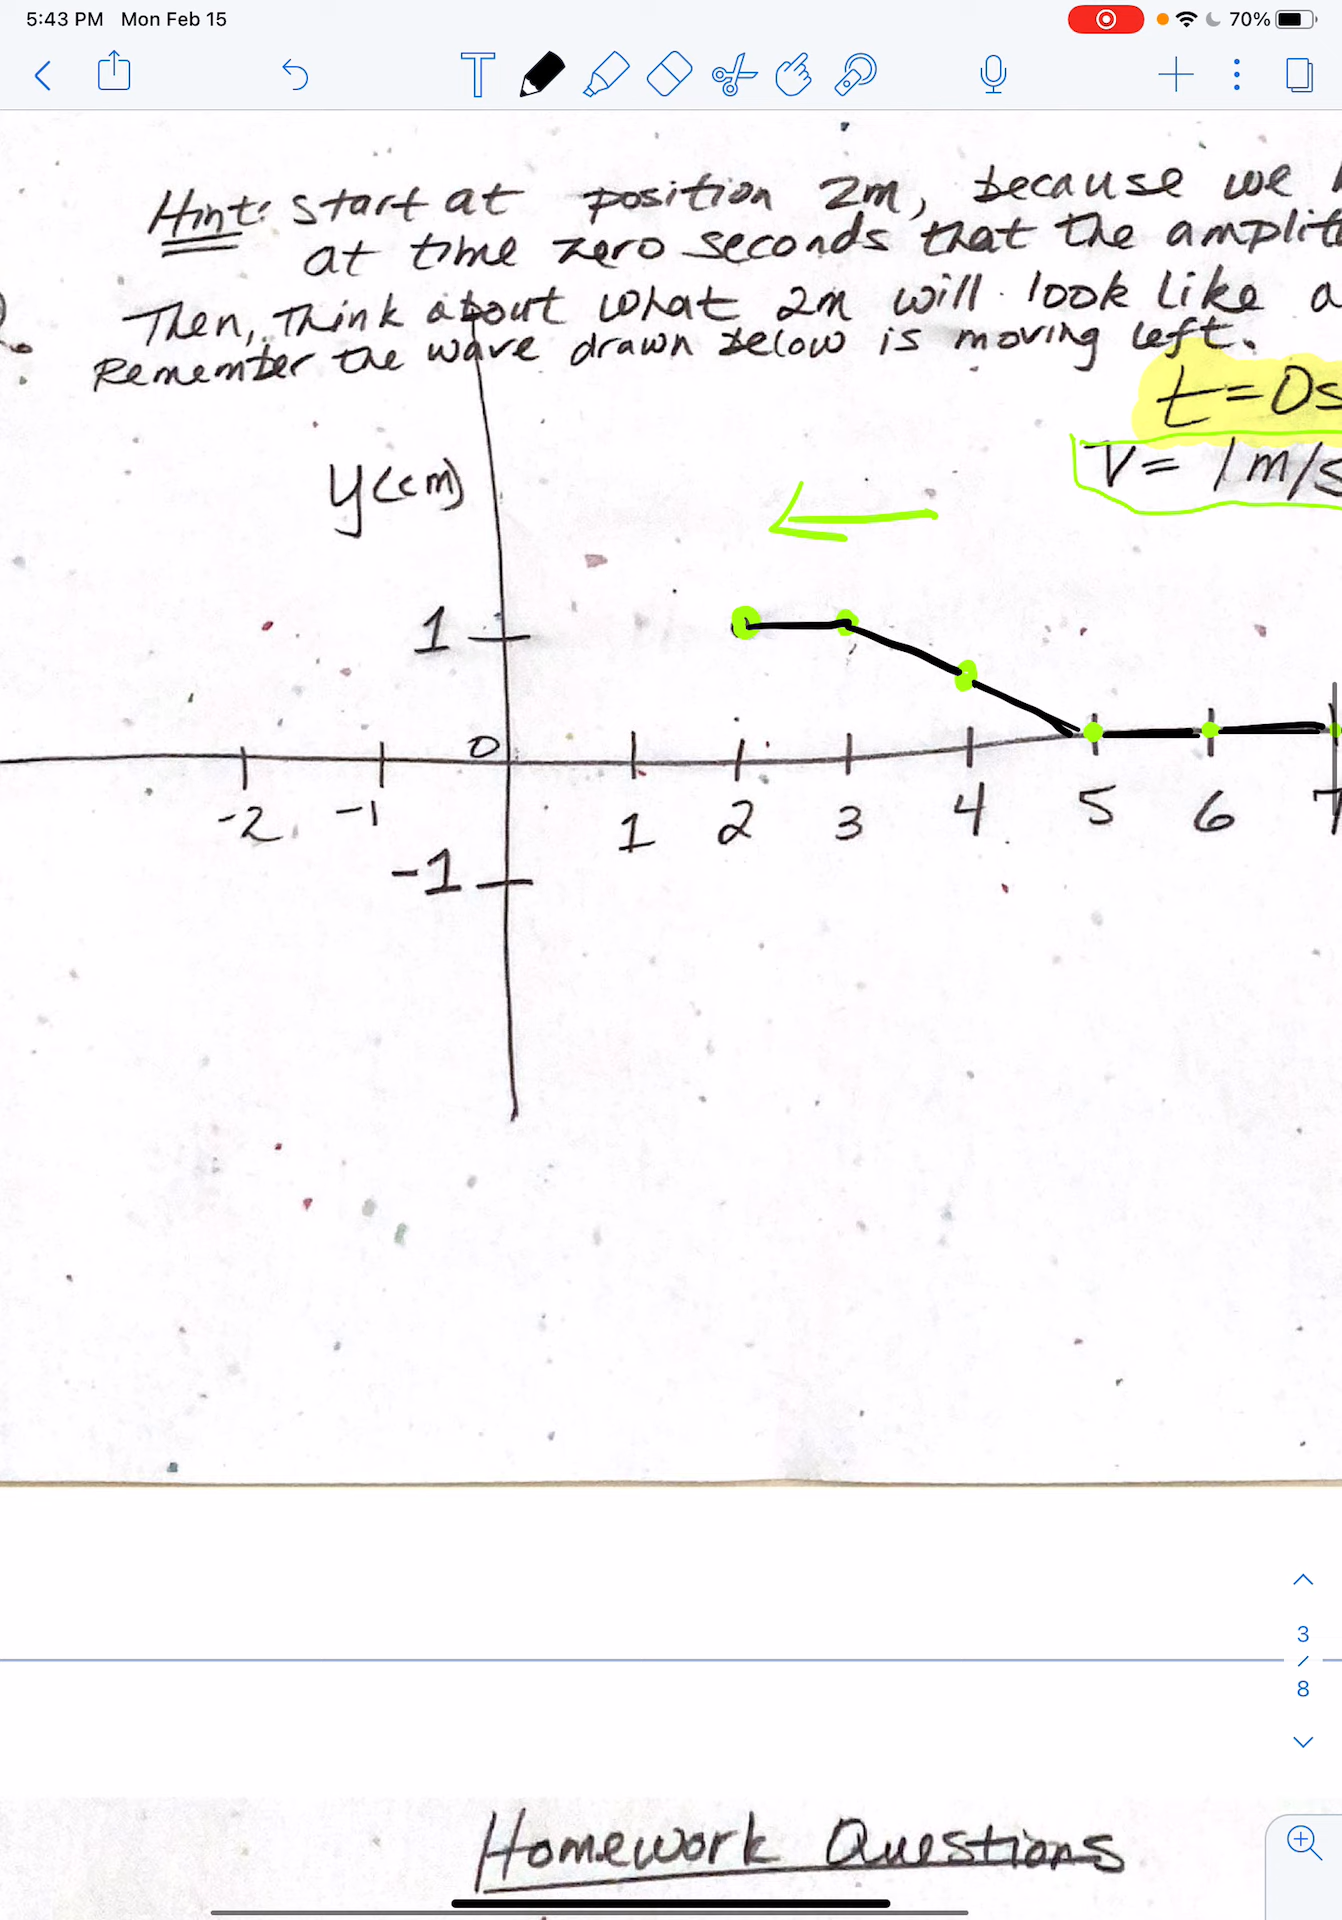 5:43 PM Mon Feb 15
70%
T
Hint: start at position 2m, because we
at time zero seconds that the amplit
Then, think about what 2m will look like a
Remember the wave drawn below is moving left.
t=0s
V= 1m/s
y(cm)
1
0
-2 -1 1 2 3 4 5 6 7
-1
3
/
8
Homework Questions